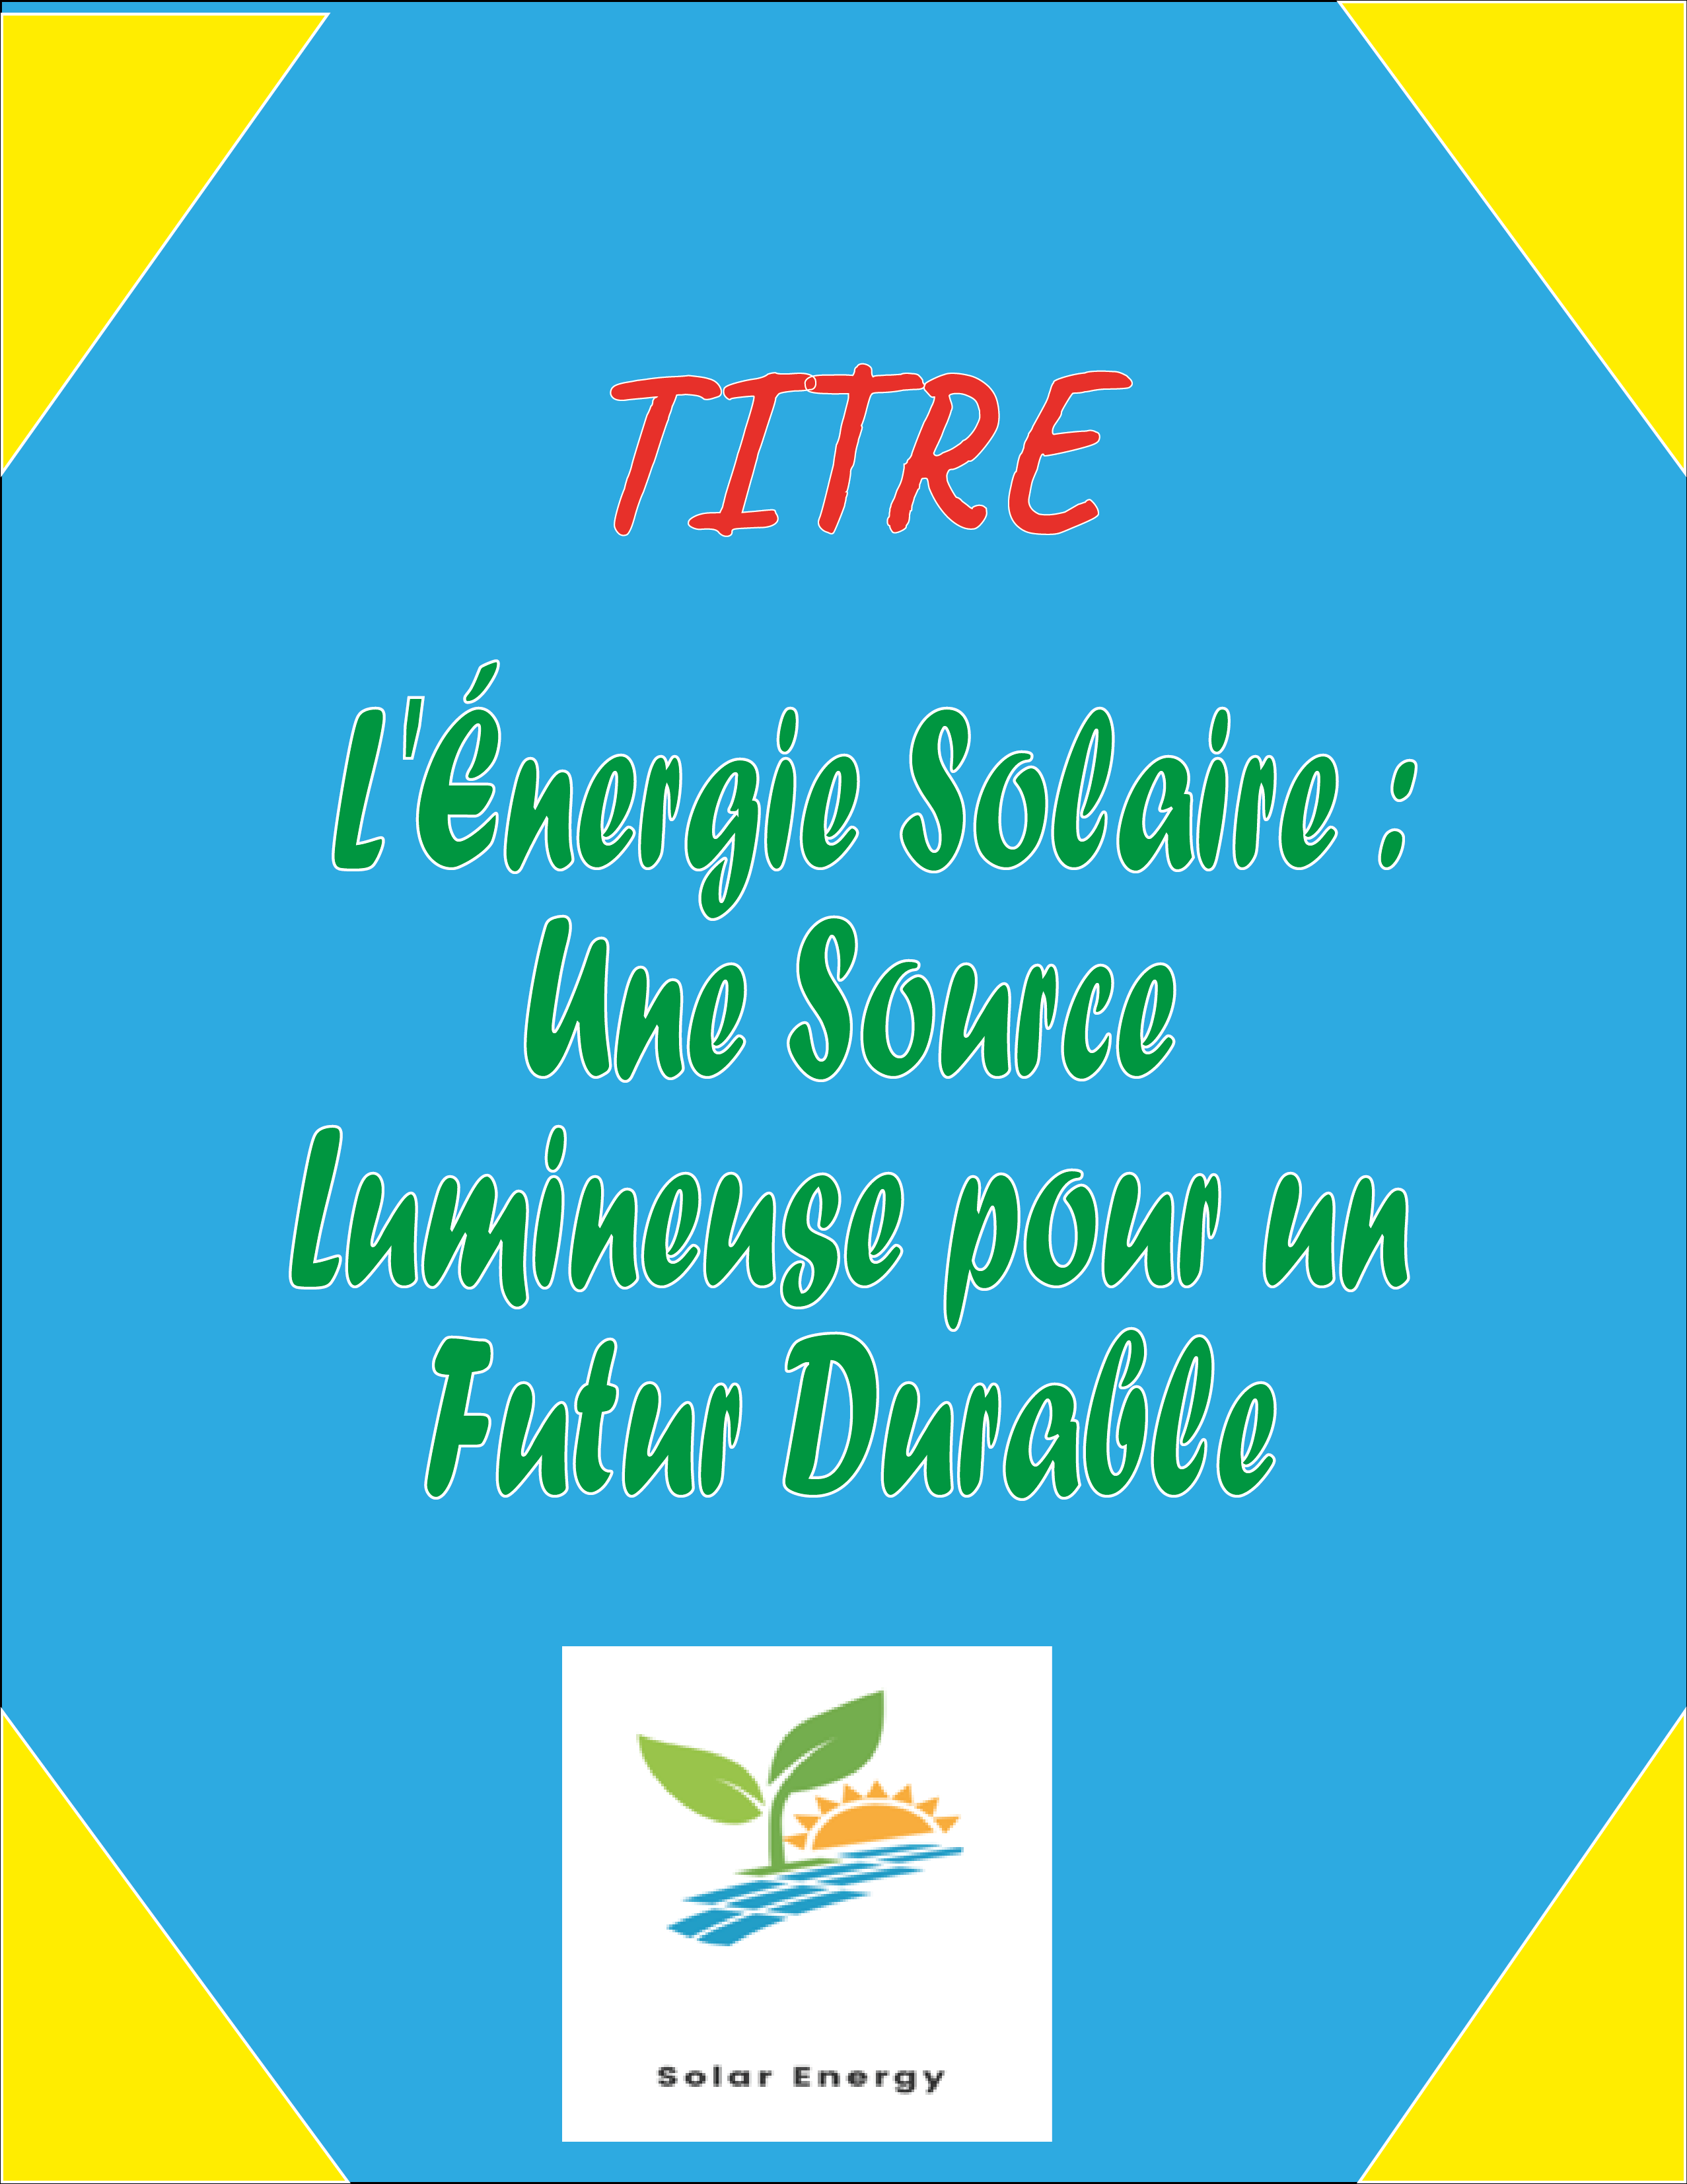 TITRE
L'Énergie Solaire :
Une Source
Lumineuse pour un
Futur Durable
Solar Energy